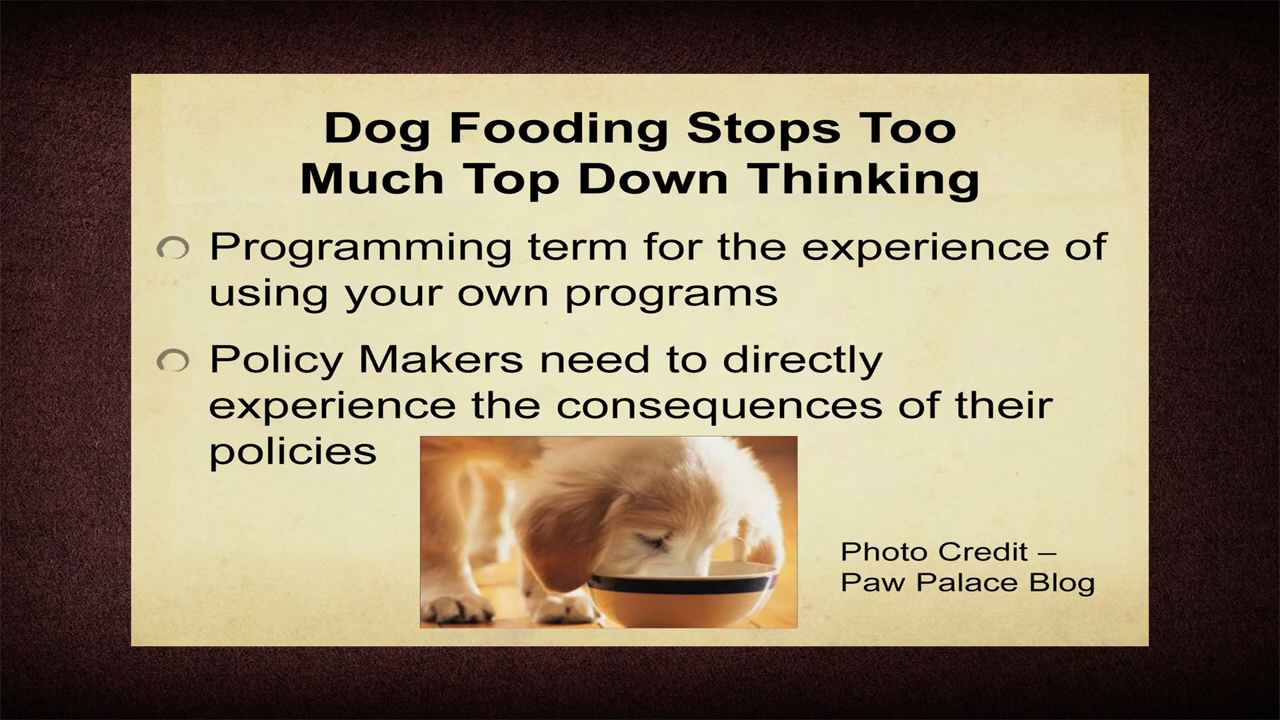 Dog Fooding Stops Too
Much Top Down Thinking
Programming term for the experience of
using your own programs
Policy Makers need to directly
experience the consequences of their
policies
Photo Credit –
Paw Palace Blog